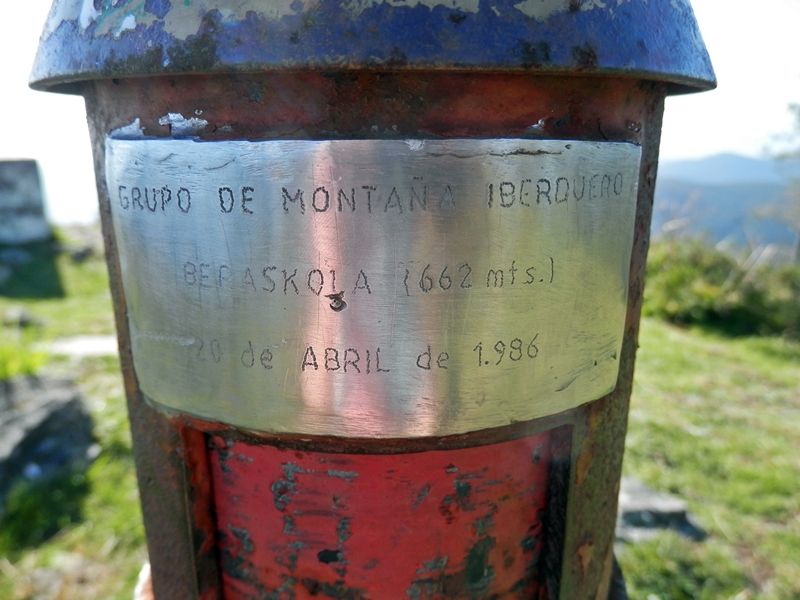 GRUPO DE MONTAÑA IBERDUERO
BERASKOLA (662 mts.)
20 de ABRIL de 1.986